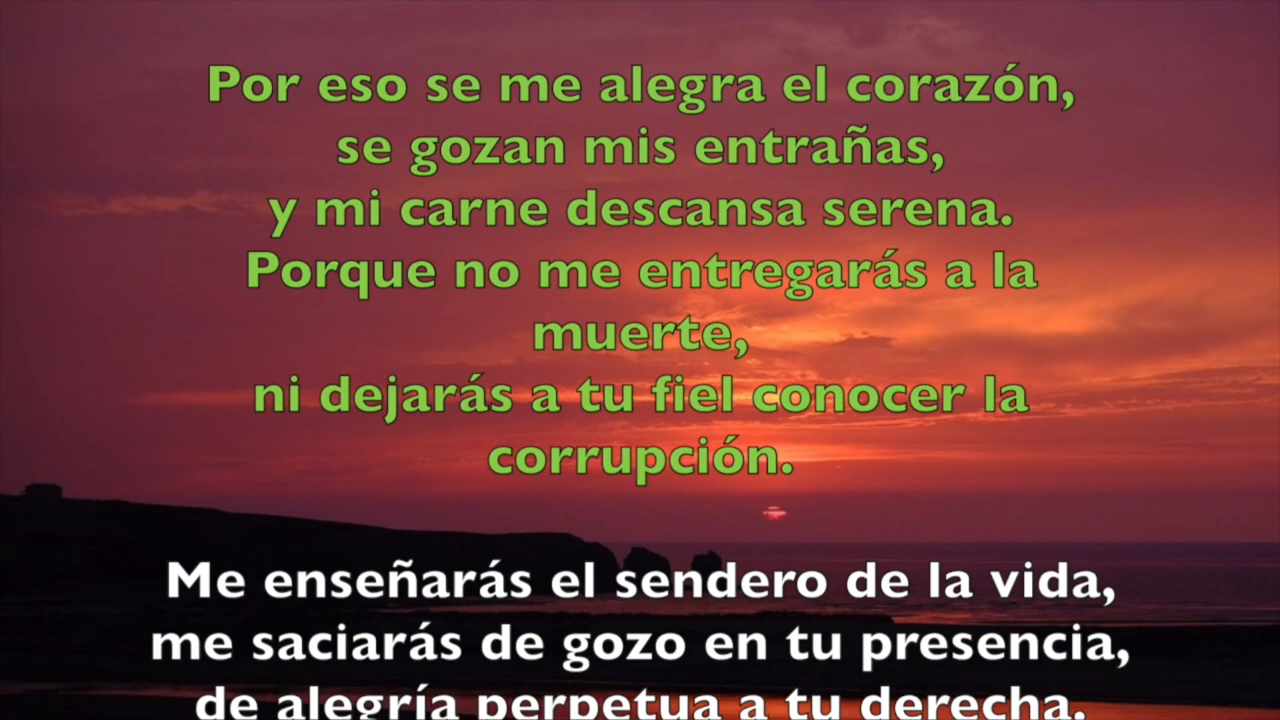 Por eso se me alegra el corazón,
se gozan mis entrañas,
y mi carne descansa serena.
Porque no me entregarás a la
muerte,
ni dejarás a tu fiel conocer la
corrupción.
Me enseñarás el sendero de la vida,
me saciarás de gozo en tu presencia,
de alegría perpetua a tu derecha.